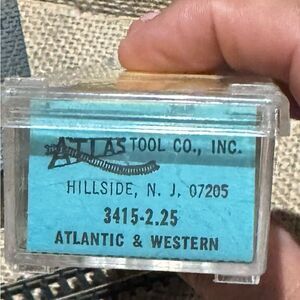 ATLAS TOOL CO., INC.
HILLSIDE, N. J. 07205
3415-2.25
ATLANTIC & WESTERN